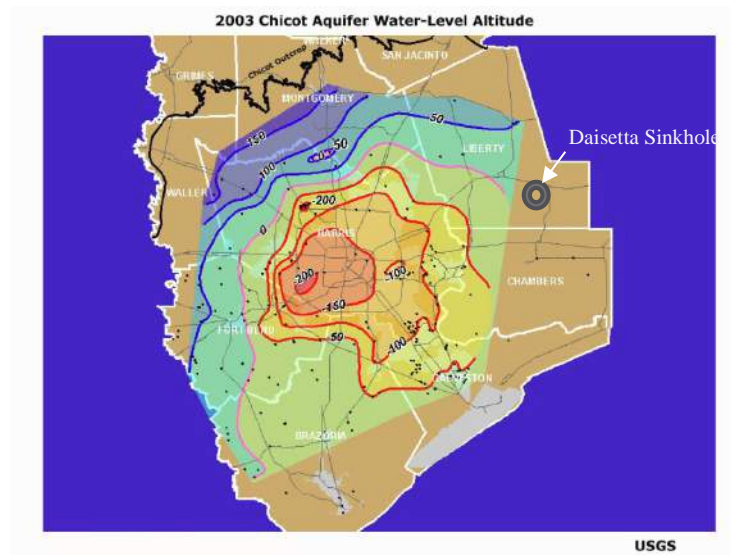 2003 Chicot Aquifer Water-Level Altitude
WALKER
SAN JACINTO
Chicot Outcrop
GRIMES
MONTGOMERY
150
50
Daisetta Sinkhole
50
LIBERTY
100
WALLER
-200
0
HARRIS
-200
-100
CHAMBERS
-150
FORT BEND
50
-100
GALVESTON
BRAZORIA
USGS